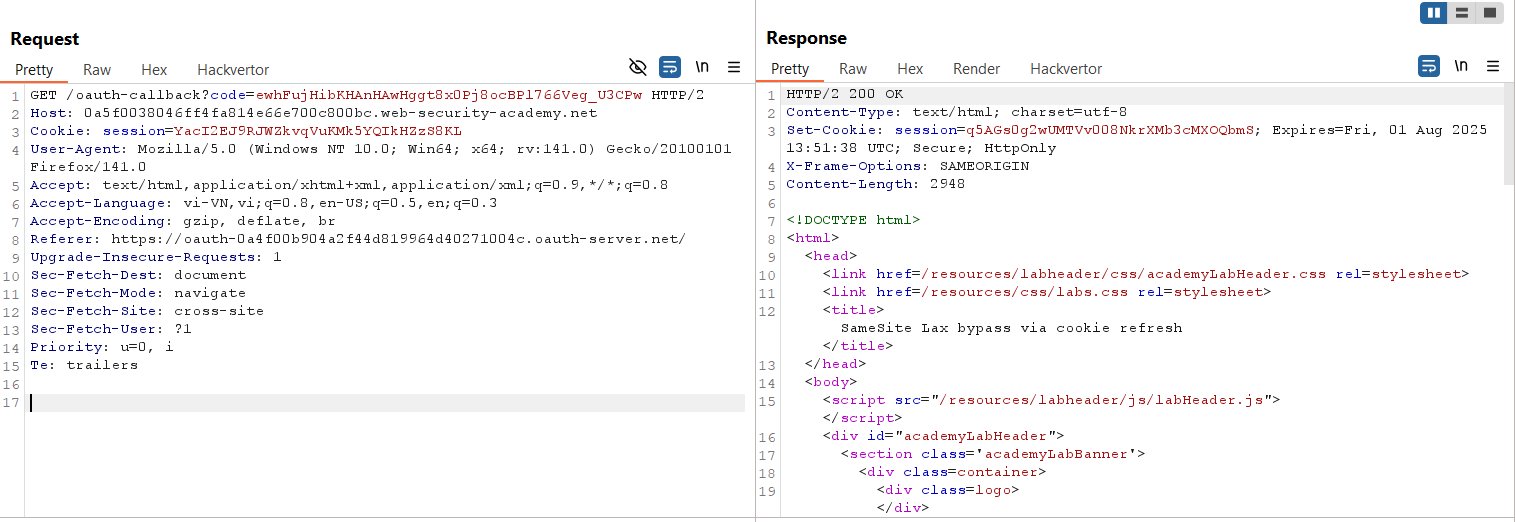 Request
Pretty Raw Hex Hackvertor \n
1 GET /oauth-callback?code=ewhFujHibKHAnHAwHggt8x0Pj8ocBPl766Veg_U3CPw HTTP/2
2 Host: 0a5f0038046ff4fa814e66e700c800bc.web-security-academy.net
3 Cookie: session=YacI2EJ9RJWZkvqVuKMk5YQIkHZzS8KL
4 User-Agent: Mozilla/5.0 (Windows NT 10.0; Win64; x64; rv:141.0) Gecko/20100101
Firefox/141.0
5 Accept: text/html,application/xhtml+xml,application/xml;q=0.9,*/*;q=0.8
6 Accept-Language: vi-VN,vi;q=0.8,en-US;q=0.5,en;q=0.3
7 Accept-Encoding: gzip, deflate, br
8 Referer: https://oauth-0a4f00b904a2f44d819964d40271004c.oauth-server.net/
9 Upgrade-Insecure-Requests: 1
10 Sec-Fetch-Dest: document
11 Sec-Fetch-Mode: navigate
12 Sec-Fetch-Site: cross-site
13 Sec-Fetch-User: ?1
14 Priority: u=0, i
15 Te: trailers
16
17
Response
Pretty Raw Hex Render Hackvertor \n
1 HTTP/2 200 OK
2 Content-Type: text/html; charset=utf-8
3 Set-Cookie: session=q5AGs0g2wUMTVv008NkrXMb3cMXOQbmS; Expires=Fri, 01 Aug 2025
13:51:38 UTC; Secure; HttpOnly
4 X-Frame-Options: SAMEORIGIN
5 Content-Length: 2948
6
7 <!DOCTYPE html>
8 <html>
9 <head>
10 <link href=/resources/labheader/css/academyLabHeader.css rel=stylesheet>
11 <link href=/resources/css/labs.css rel=stylesheet>
12 <title>
SameSite Lax bypass via cookie refresh
</title>
13 </head>
14 <body>
15 <script src="/resources/labheader/js/labHeader.js">
</script>
16 <div id="academyLabHeader">
17 <section class='academyLabBanner'>
18 <div class=container>
19 <div class=logo>
</div>